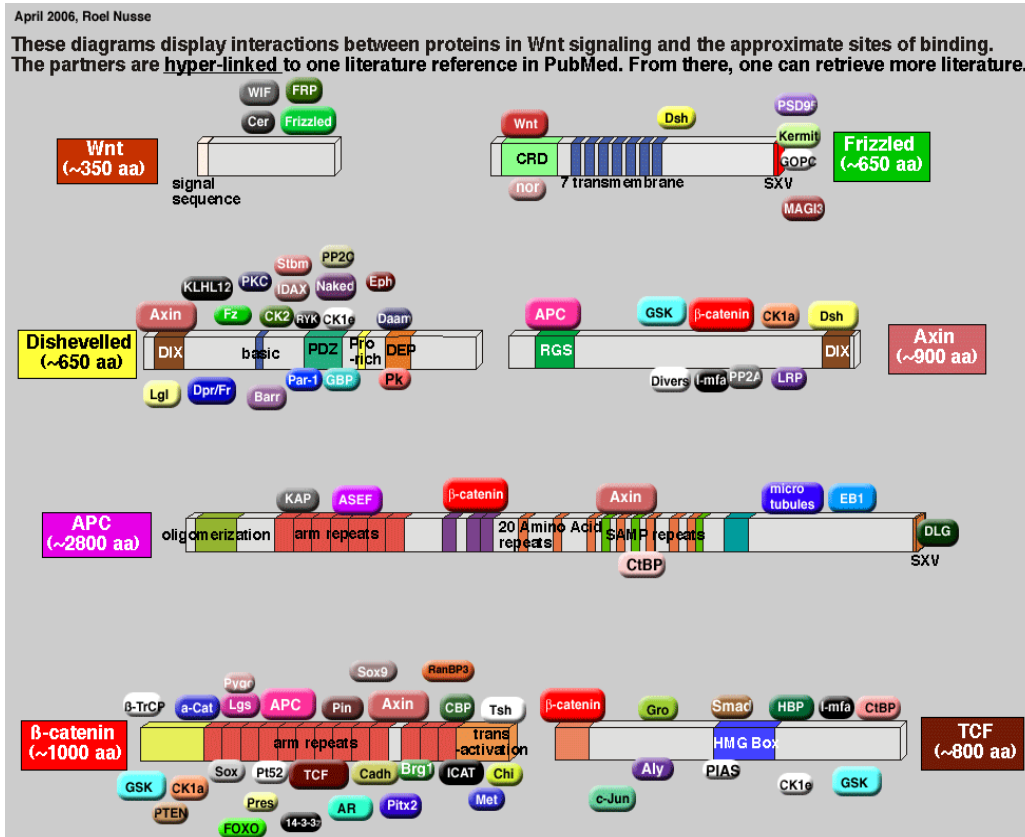 April 2006, Roel Nusse
These diagrams display interactions between proteins in Wnt signaling and the approximate sites of binding.
The partners are hyper-linked to one literature reference in PubMed. From there, one can retrieve more literature.
WIF FRP
Cer Frizzled
Wnt
(~350 aa)
signal
sequence
Wnt Dsh PSD95
Kermit
CRD GOPC
nor 7 transmembrane SXV
MAGI3
Frizzled
(~650 aa)
Stbm PP2C
KLHL12 PKC IDAX Naked Eph
Axin Fz CK2 RYK CK1e Daam
Dishevelled
(~650 aa)
DIX basic PDZ Pro
-rich DEP
Lgl Dpr/Fr Barr Par-1 GBP Pk
APC GSK β-catenin CK1a Dsh
RGS DIX
Divers I-mfa PP2A LRP
Axin
(~900 aa)
KAP ASEF β-catenin Axin micro
tubules EB1
APC
(~2800 aa)
oligomerization arm repeats 20 Amino Acid
repeats SAMP repeats DLG
SXV
CtBP
Sox9 RanBP3
Pygo
β-TrCP a-Cat Lgs APC Pin Axin CBP Tsh
ß-catenin
(~1000 aa)
arm repeats trans
-activation
GSK CK1a Sox Pt52 TCF Cadh Brg1 ICAT Chi
PTEN Pres AR Pitx2 Met
FOXO 14-3-3
β-catenin Gro Smad HBP I-mfa CtBP
HMG Box
Aly PIAS CK1e GSK
c-Jun
TCF
(~800 aa)